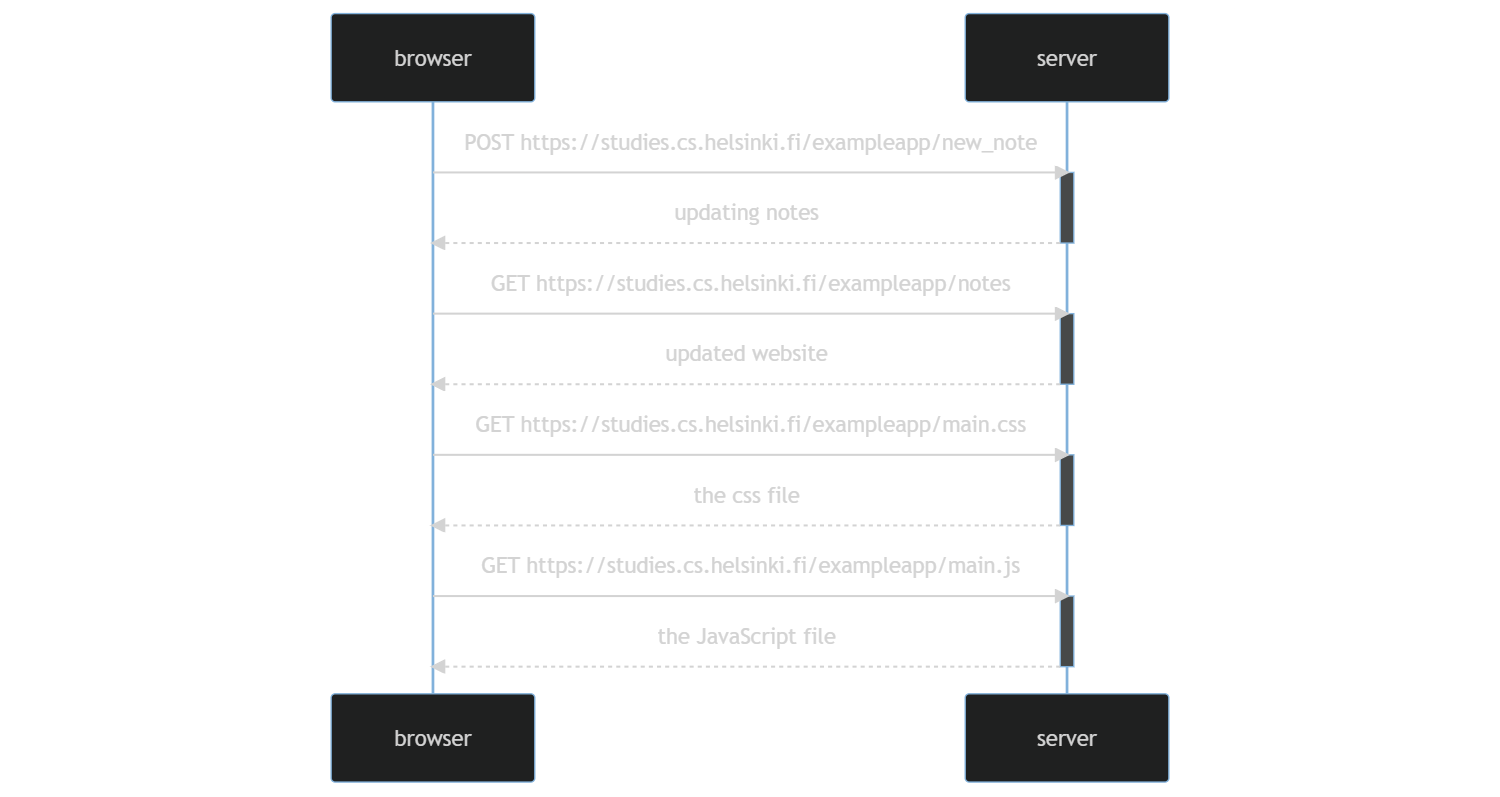 browser
server
POST https://studies.cs.helsinki.fi/exampleapp/new_note
updating notes
GET https://studies.cs.helsinki.fi/exampleapp/notes
updated website
GET https://studies.cs.helsinki.fi/exampleapp/main.css
the css file
GET https://studies.cs.helsinki.fi/exampleapp/main.js
the JavaScript file
browser
server